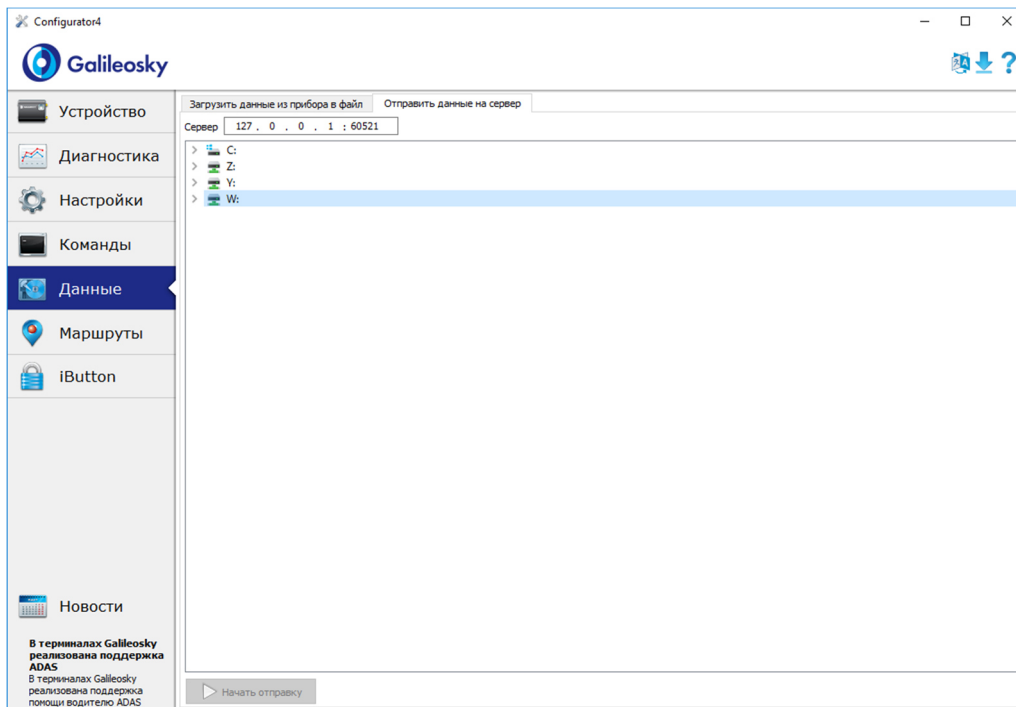 Configurator4
Galileosky
Устройство
Диагностика
Настройки
Команды
Данные
Маршруты
iButton
Новости
В терминалах Galileosky
реализована поддержка
ADAS
В терминалах Galileosky
реализована поддержка
помощи водителю ADAS
Загрузить данные из прибора в файл
Отправить данные на сервер
Сервер 127 . 0 . 0 . 1 : 60521
C:
Z:
Y:
W:
Начать отправку